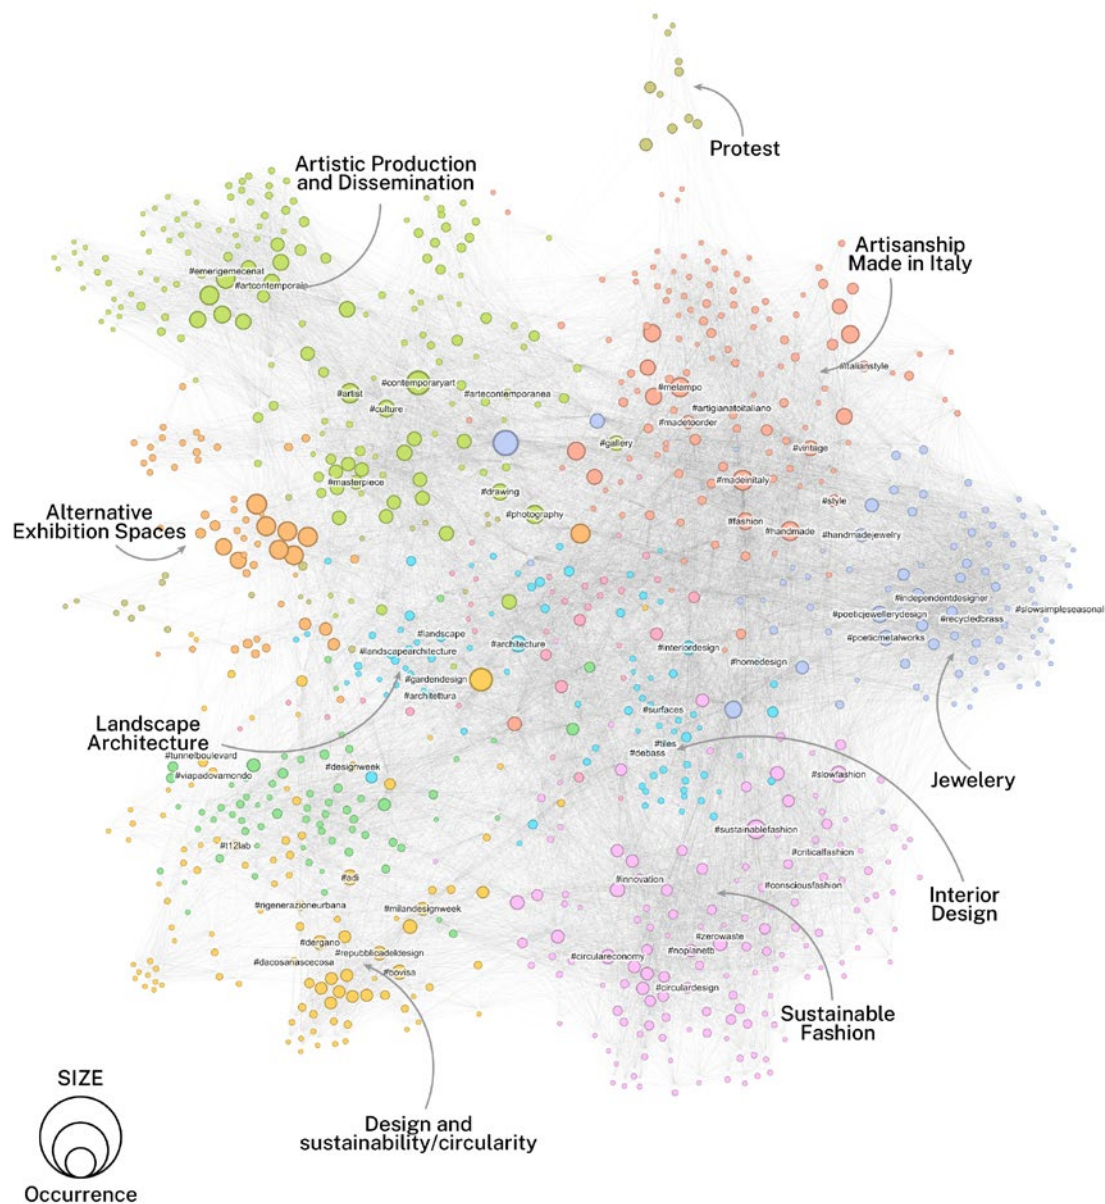 Protest
Artistic Production
and Dissemination
Artisanship
Made in Italy
#emerigemecenat
#artcontemporain
#italianstyle
#contemporaryart
#artist
#artecontemporanea
#melampo
#culture
#artigianatoitaliano
#madetoorder
#gallery
#vintage
#masterpiece
#madeinitaly
#drawing
#style
#photography
#fashion
#handmade
#handmadejewelry
Alternative
Exhibition Spaces
#independentdesigner
#slowsimpleseasonal
#poeticjewellerydesign
#recycledbrass
#landscape
#poeticmetalworks
#architecture
#landscapearchitecture
#interiordesign
#homedesign
#gardendesign
#architettura
#surfaces
Landscape
Architecture
#tiles
#debass
#tunnelboulevard
#designweek
#viapadovamondo
#slowfashion
Jewelery
#sustainablefashion
#t12lab
#criticalfashion
#adi
#innovation
#consciousfashion
Interior
Design
#rigenerazioneurbana
#milandesignweek
#dergano
#zerowaste
#repubblicadeldesign
#noplanetb
#dacosanascecosa
#circulareconomy
#bovisa
#circulardesign
Sustainable
Fashion
SIZE
Design and
sustainability/circularity
Occurrence